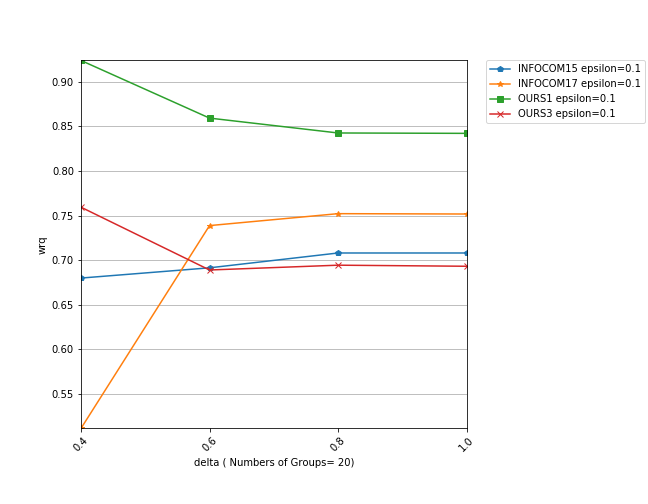 INFOCOM15 epsilon=0.1
INFOCOM17 epsilon=0.1
OURS1 epsilon=0.1
OURS3 epsilon=0.1
0.90
0.85
0.80
0.75
0.70
0.65
0.60
0.55
wrq
0.4
0.6
0.8
1.0
delta ( Numbers of Groups= 20)